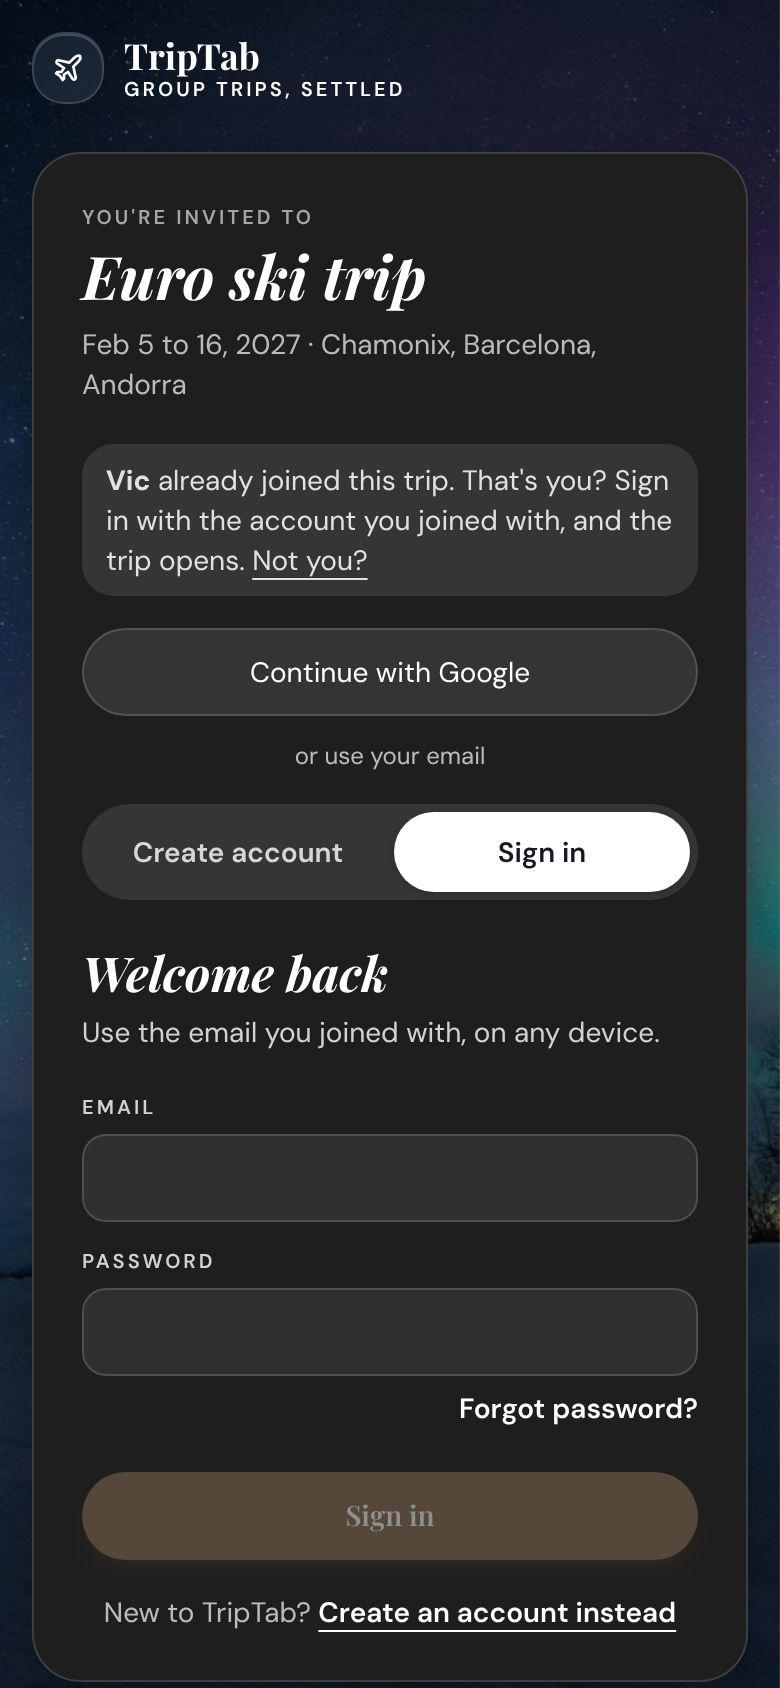 TripTab
GROUP TRIPS, SETTLED
YOU'RE INVITED TO
Euro ski trip
Feb 5 to 16, 2027 · Chamonix, Barcelona,
Andorra
Vic already joined this trip. That's you? Sign
in with the account you joined with, and the
trip opens. Not you?
Continue with Google
or use your email
Create account
Sign in
Welcome back
Use the email you joined with, on any device.
EMAIL
PASSWORD
Forgot password?
Sign in
New to TripTab? Create an account instead